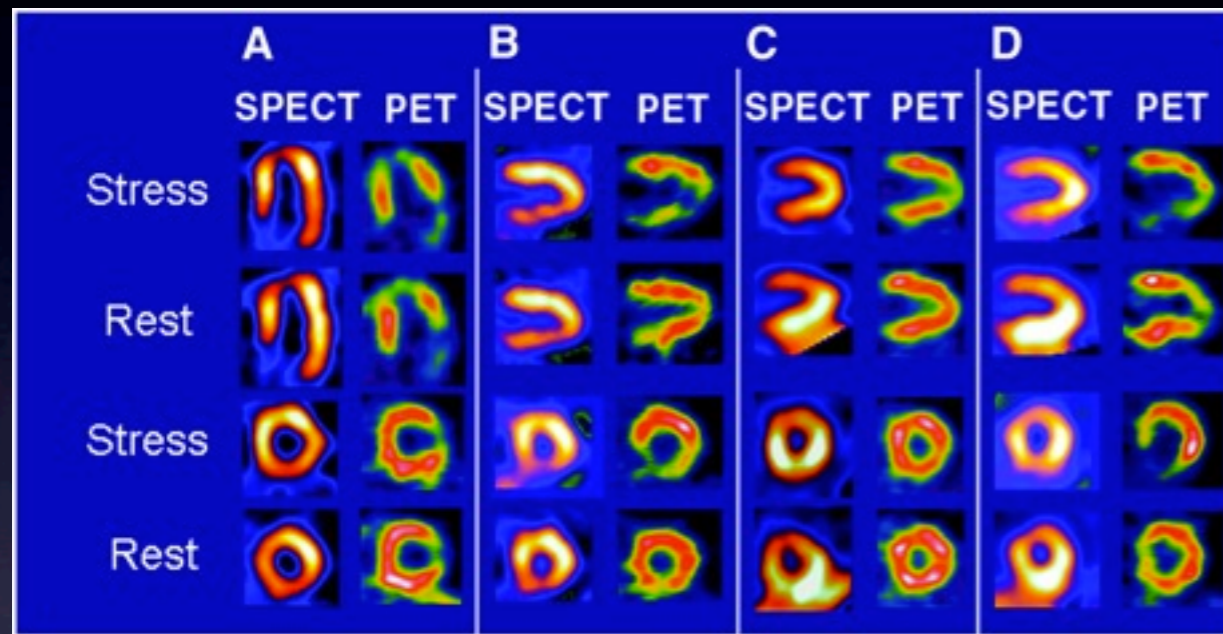 A B C D
SPECT PET SPECT PET SPECT PET SPECT PET
Stress
Rest
Stress
Rest